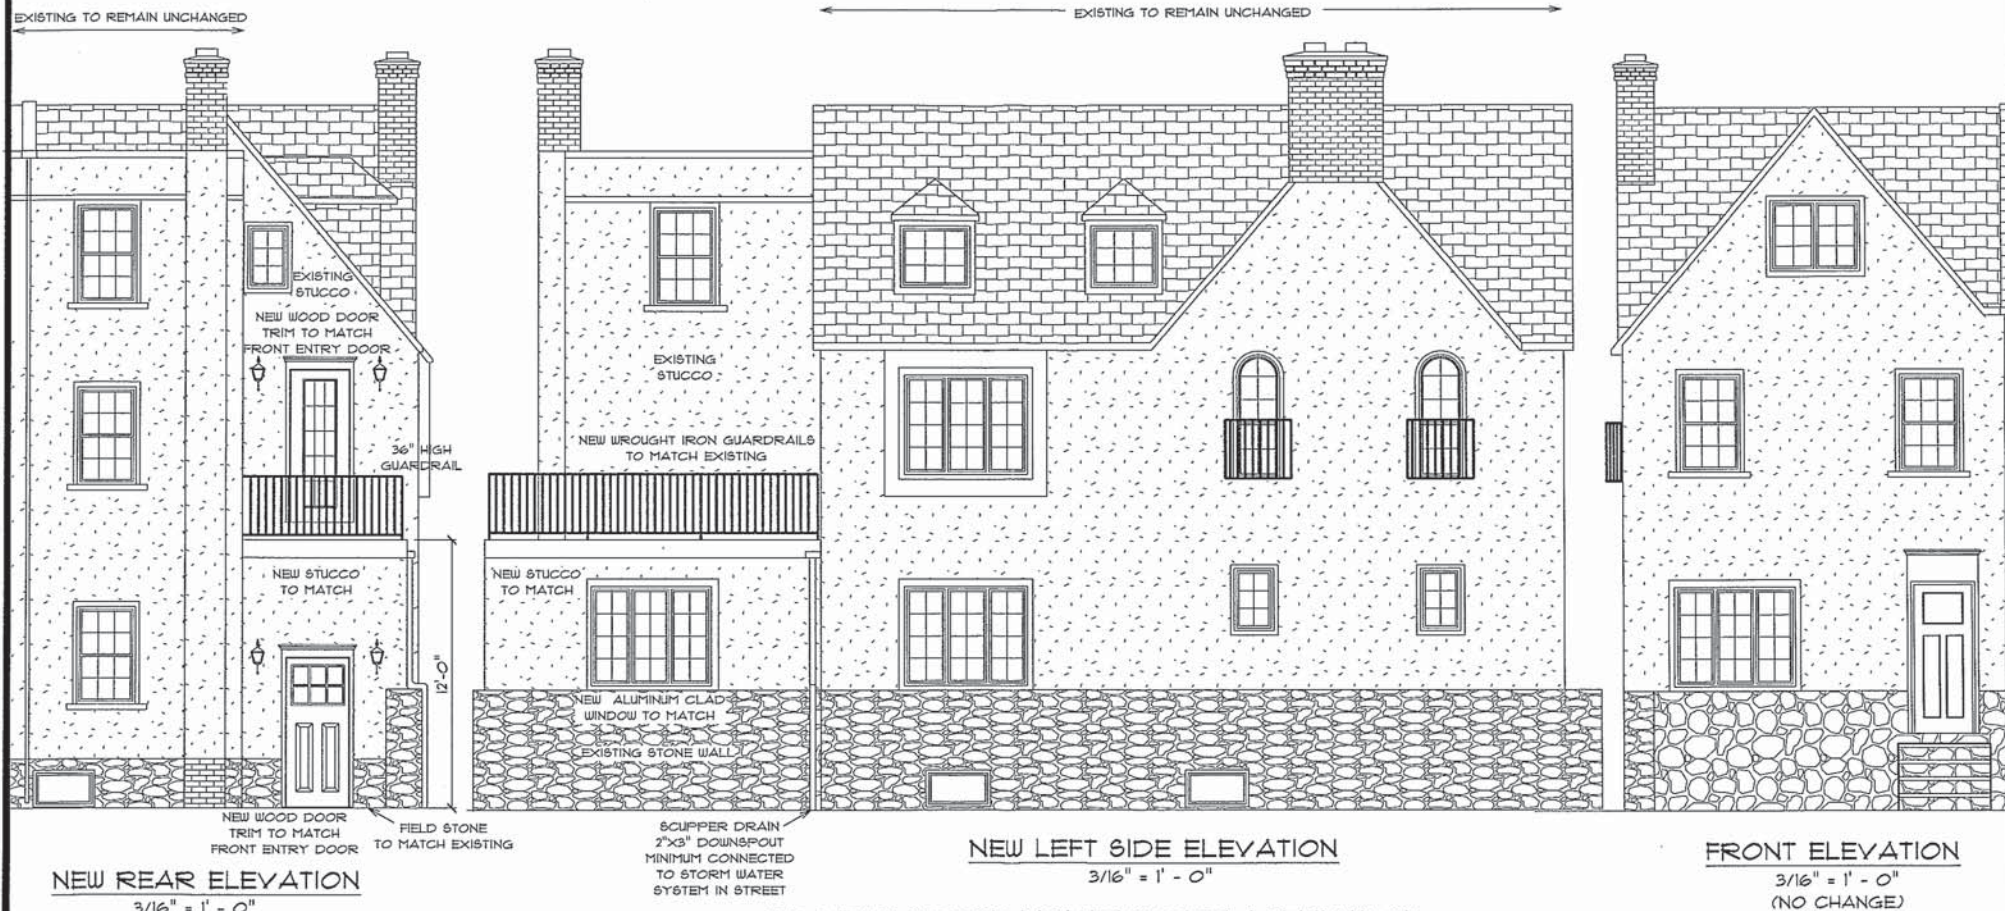 EXISTING TO REMAIN UNCHANGED
EXISTING
STUCCO
NEW WOOD DOOR
TRIM TO MATCH
FRONT ENTRY DOOR
36" HIGH
GUARDRAIL
NEW STUCCO
TO MATCH
12'-0"
NEW WOOD DOOR
TRIM TO MATCH
FRONT ENTRY DOOR
FIELD STONE
TO MATCH EXISTING
NEW REAR ELEVATION
3/16" = 1' - 0"
EXISTING TO REMAIN UNCHANGED
EXISTING
STUCCO
NEW WROUGHT IRON GUARDRAILS
TO MATCH EXISTING
NEW STUCCO
TO MATCH
NEW ALUMINUM CLAD
WINDOW TO MATCH
EXISTING STONE WALL
SCUPPER DRAIN
2"X3" DOWNSPOUT
MINIMUM CONNECTED
TO STORM WATER
SYSTEM IN STREET
NEW LEFT SIDE ELEVATION
3/16" = 1' - 0"
FRONT ELEVATION
3/16" = 1' - 0"
(NO CHANGE)